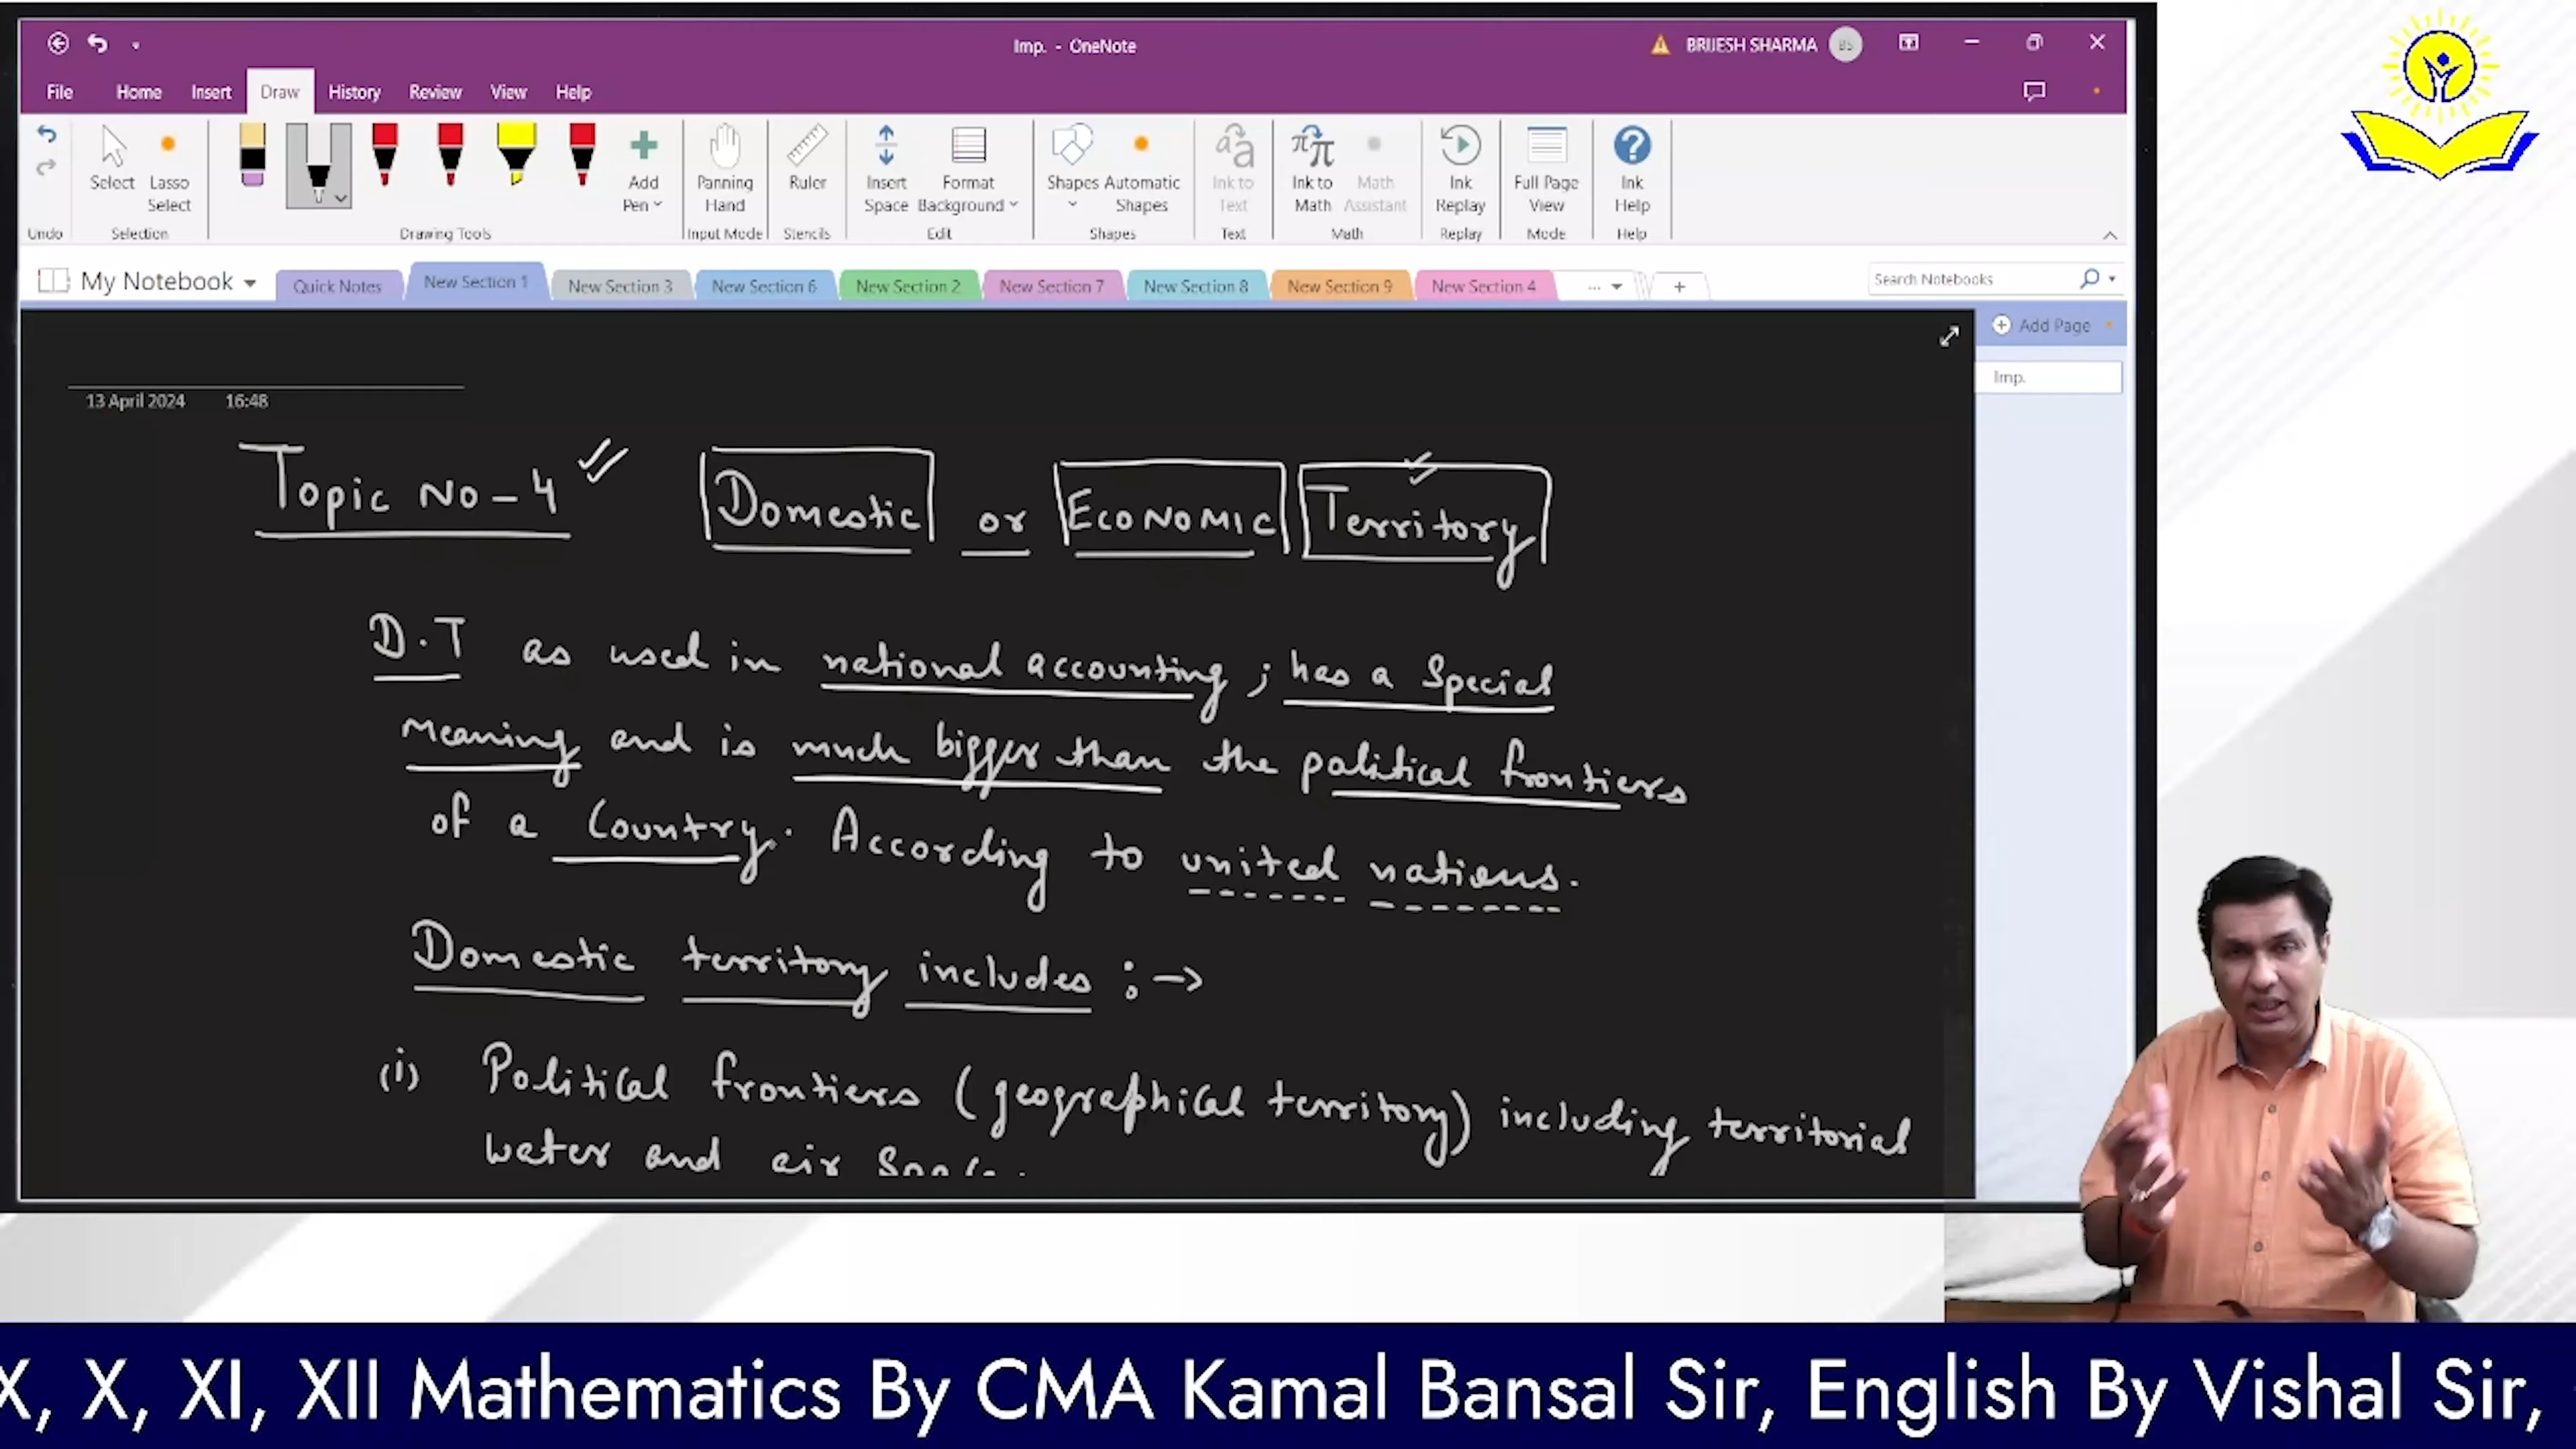 Imp. - OneNote
BRIJESH SHARMA BS
File Home Insert Draw History Review View Help
Select Lasso Select Add Pen Panning Hand Ruler Insert Space Format Background Shapes Automatic Shapes Ink to Text Ink to Math Math Assistant Ink Replay Full Page View Ink Help
Undo Selection Drawing Tools Input Mode Stencils Edit Shapes Text Math Replay Mode Help
My Notebook Quick Notes New Section 1 New Section 3 New Section 6 New Section 2 New Section 7 New Section 8 New Section 9 New Section 4 ... + Search Notebooks
Add Page
Imp.
13 April 2024 16:48
Topic No-4 Domestic or Economic Territory
D.T as used in national accounting; has a special
meaning and is much bigger than the political frontiers
of a Country. According to united nations.
Domestic territory includes :→
(i) Political frontiers (geographical territory) including territorial
water and air space.
X, X, XI, XII Mathematics By CMA Kamal Bansal Sir, English By Vishal Sir,